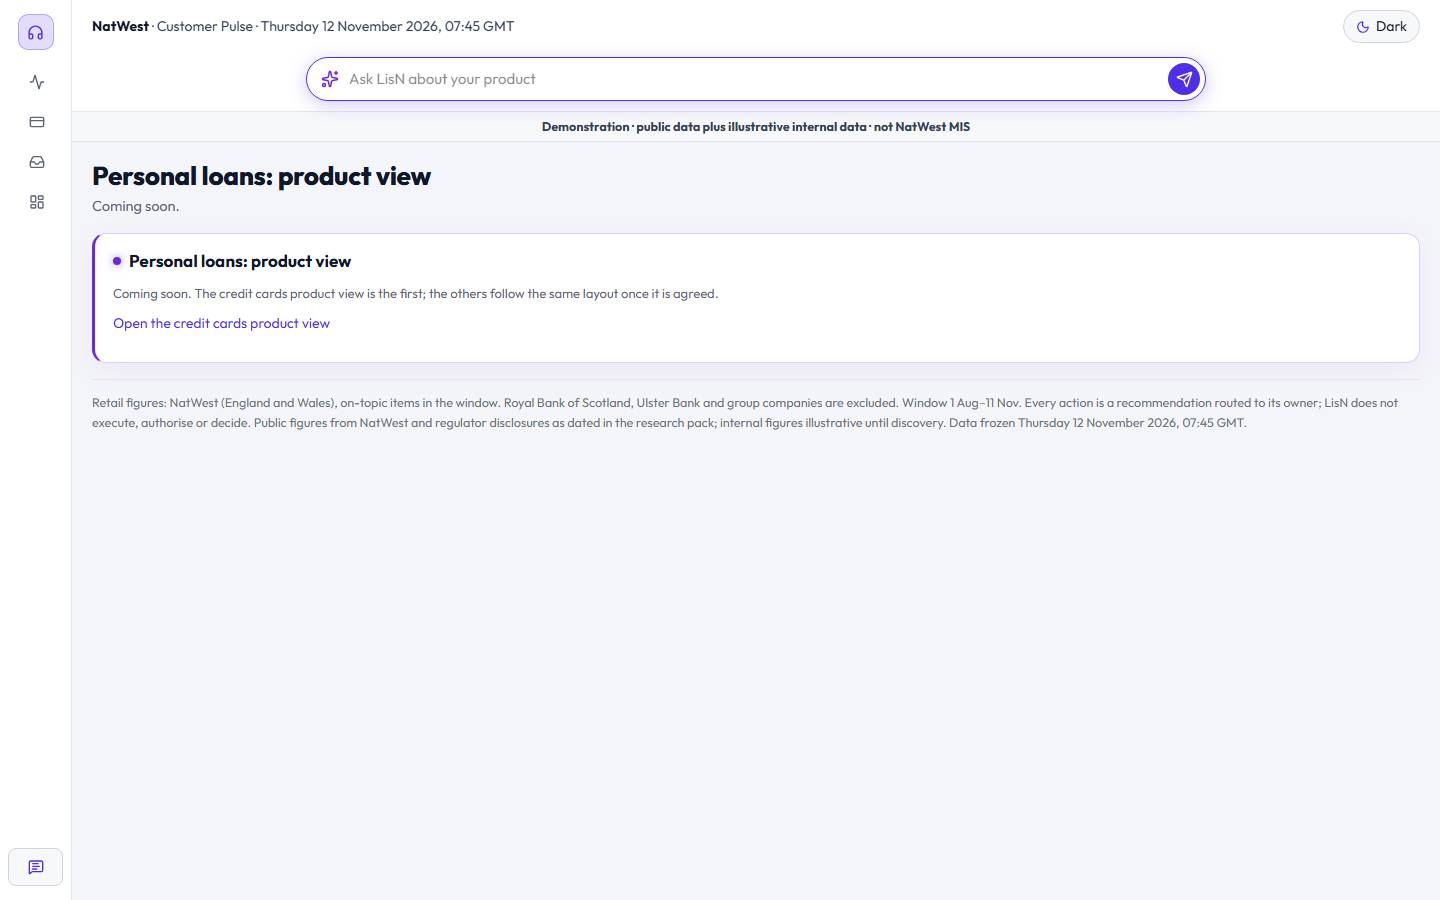 NatWest · Customer Pulse · Thursday 12 November 2026, 07:45 GMT
Dark
Ask LisN about your product
Demonstration · public data plus illustrative internal data · not NatWest MIS
Personal loans: product view
Coming soon.
Personal loans: product view
Coming soon. The credit cards product view is the first; the others follow the same layout once it is agreed.
Open the credit cards product view
Retail figures: NatWest (England and Wales), on-topic items in the window. Royal Bank of Scotland, Ulster Bank and group companies are excluded. Window 1 Aug–11 Nov. Every action is a recommendation routed to its owner; LisN does not
execute, authorise or decide. Public figures from NatWest and regulator disclosures as dated in the research pack; internal figures illustrative until discovery. Data frozen Thursday 12 November 2026, 07:45 GMT.